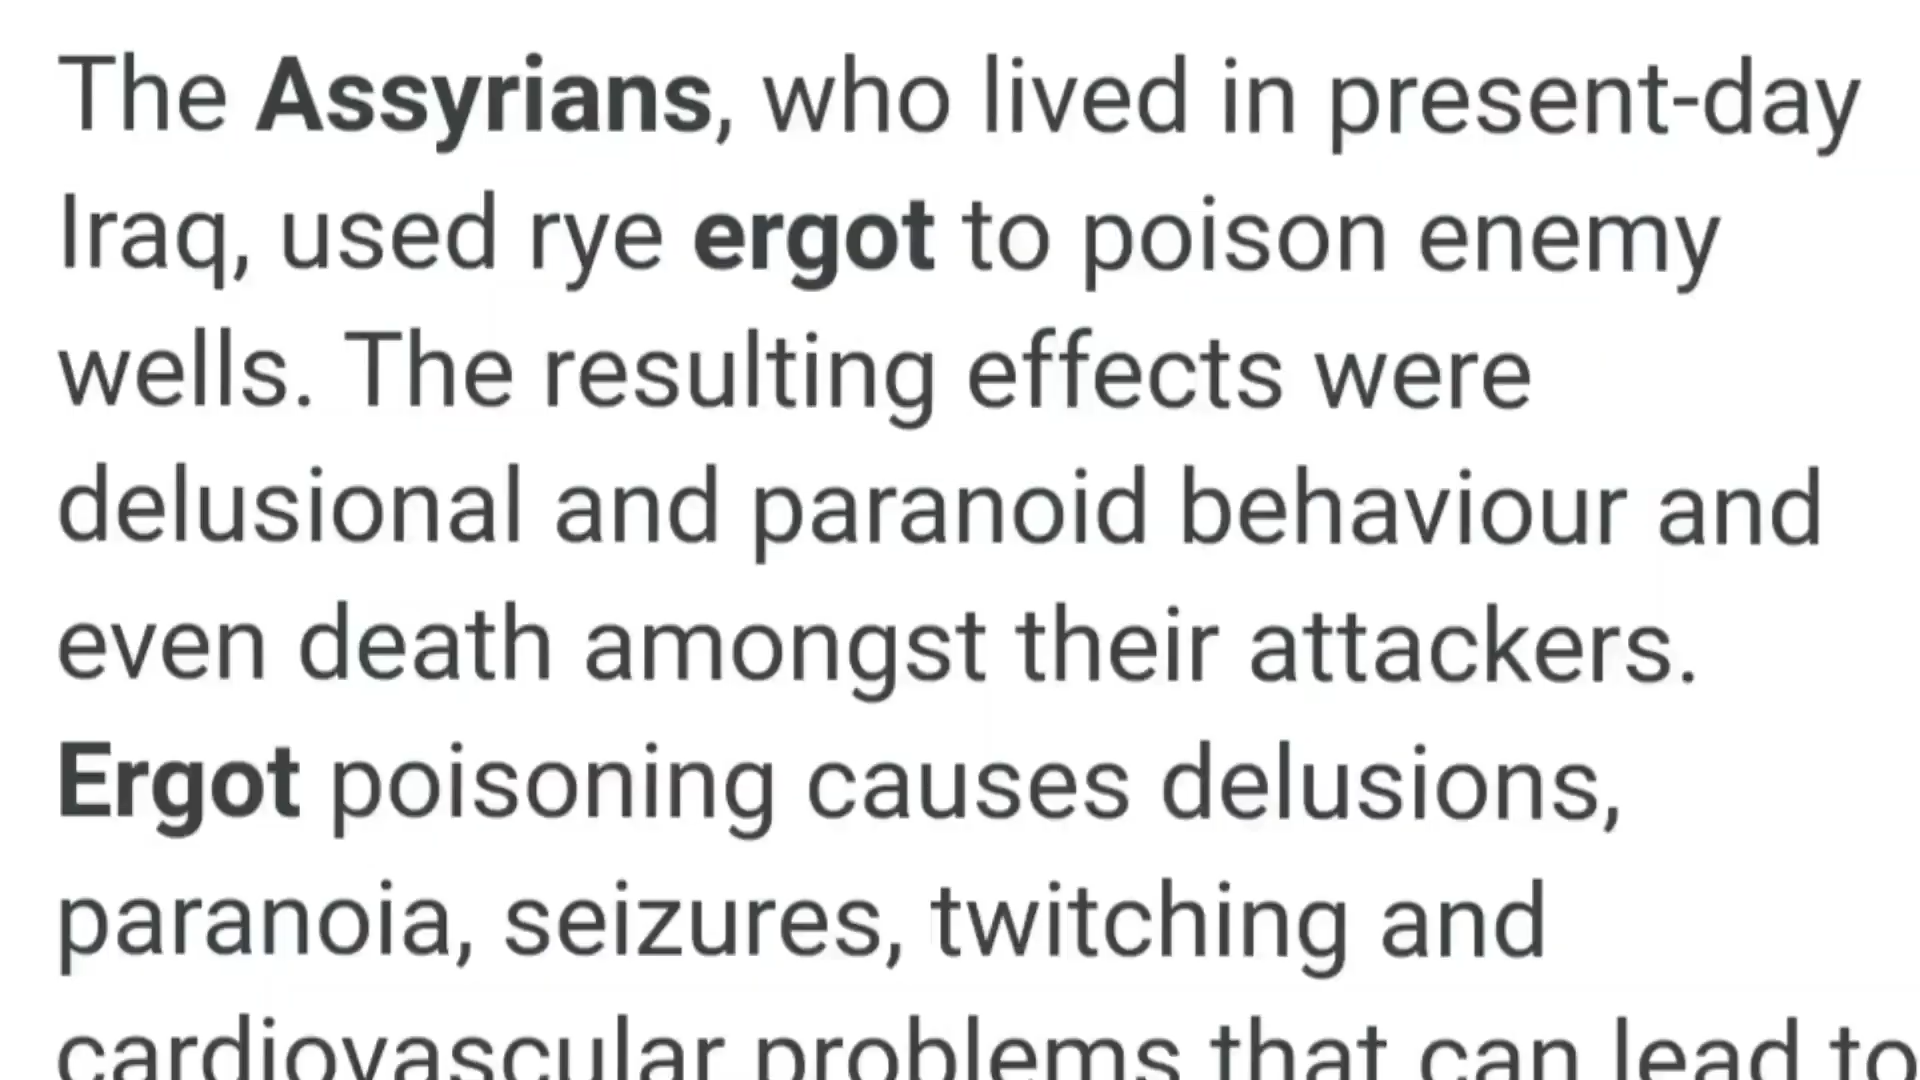 The Assyrians, who lived in present-day
Iraq, used rye ergot to poison enemy
wells. The resulting effects were
delusional and paranoid behaviour and
even death amongst their attackers.
Ergot poisoning causes delusions,
paranoia, seizures, twitching and
cardiovascular problems that can lead to